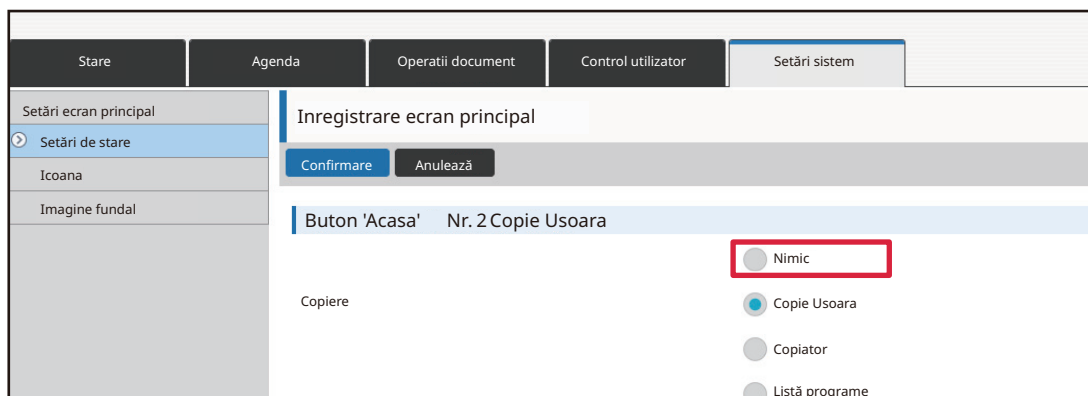 Stare
Agenda
Operatii document
Control utilizator
Setări sistem
Setări ecran principal
Setări de stare
Icoana
Imagine fundal
Inregistrare ecran principal
Confirmare
Anulează
Buton 'Acasa' Nr. 2 Copie Usoara
Nimic
Copiere
Copie Usoara
Copiator
Listă programe